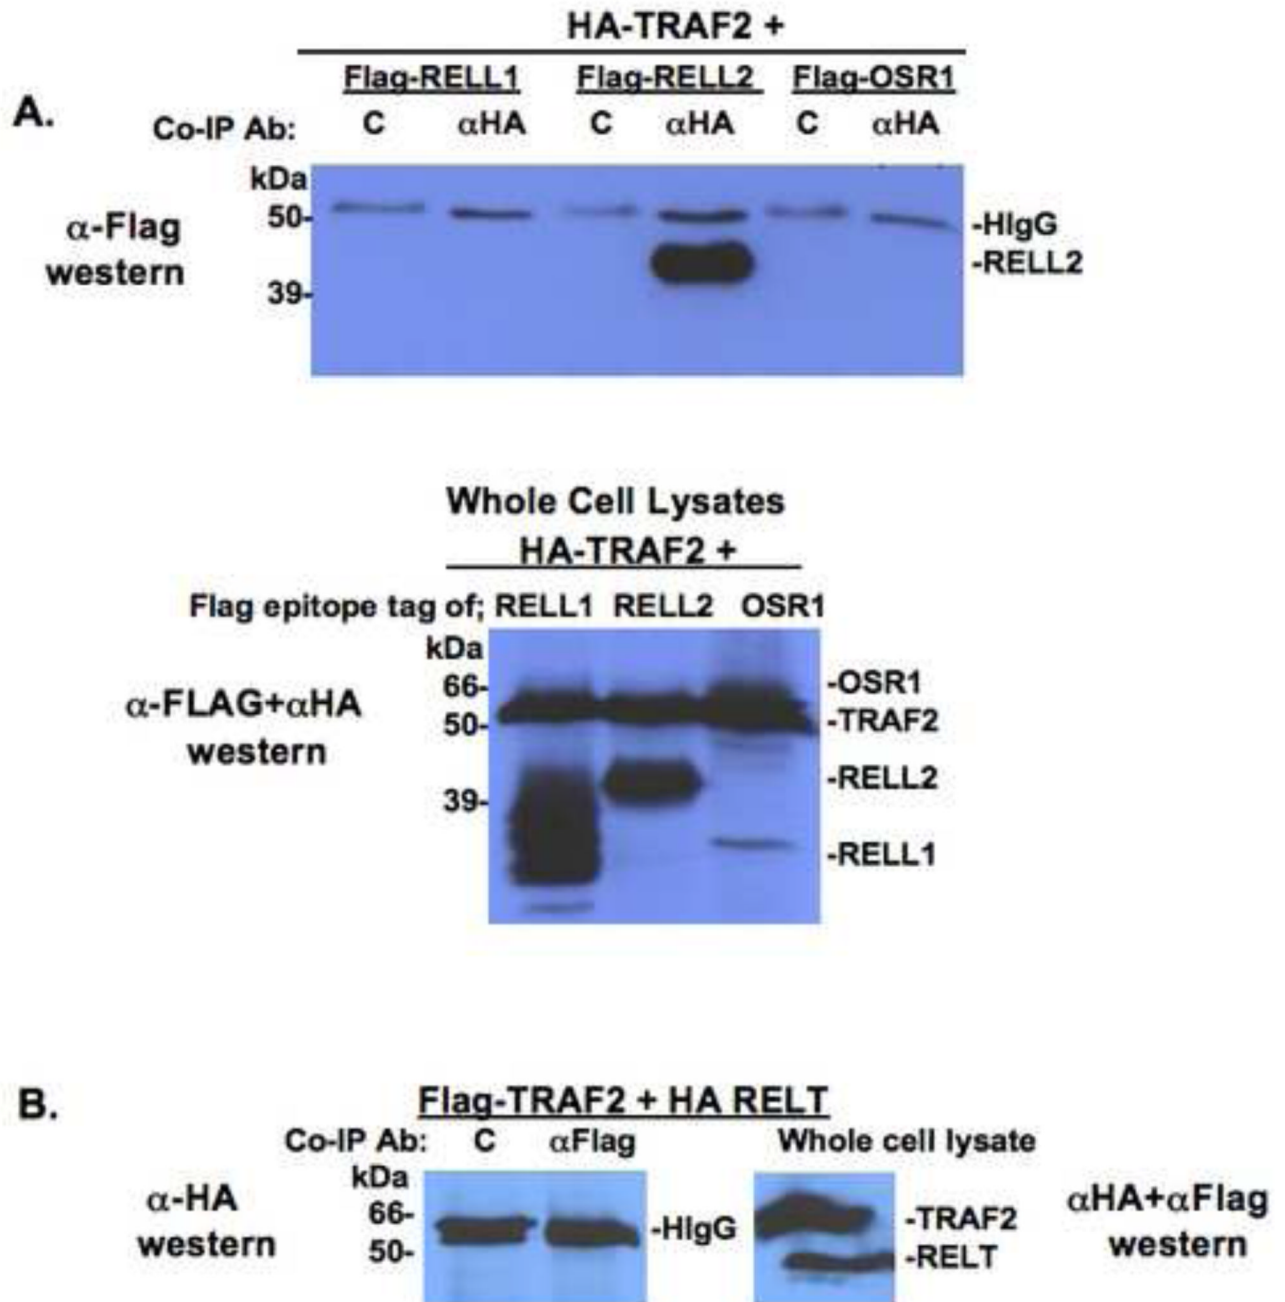 HA-TRAF2 +
Flag-RELL1 Flag-RELL2 Flag-OSR1
A.
Co-IP Ab: C αHA C αHA C αHA
kDa
α-Flag
western
50-
39-
-HIgG
-RELL2
Whole Cell Lysates
HA-TRAF2 +
Flag epitope tag of; RELL1 RELL2 OSR1
kDa
α-FLAG+αHA
western
66-
50-
39-
-OSR1
-TRAF2
-RELL2
-RELL1
B.
Flag-TRAF2 + HA RELT
Co-IP Ab: C αFlag Whole cell lysate
kDa
α-HA
western
66-
50-
-HIgG
-TRAF2
-RELT
αHA+αFlag
western